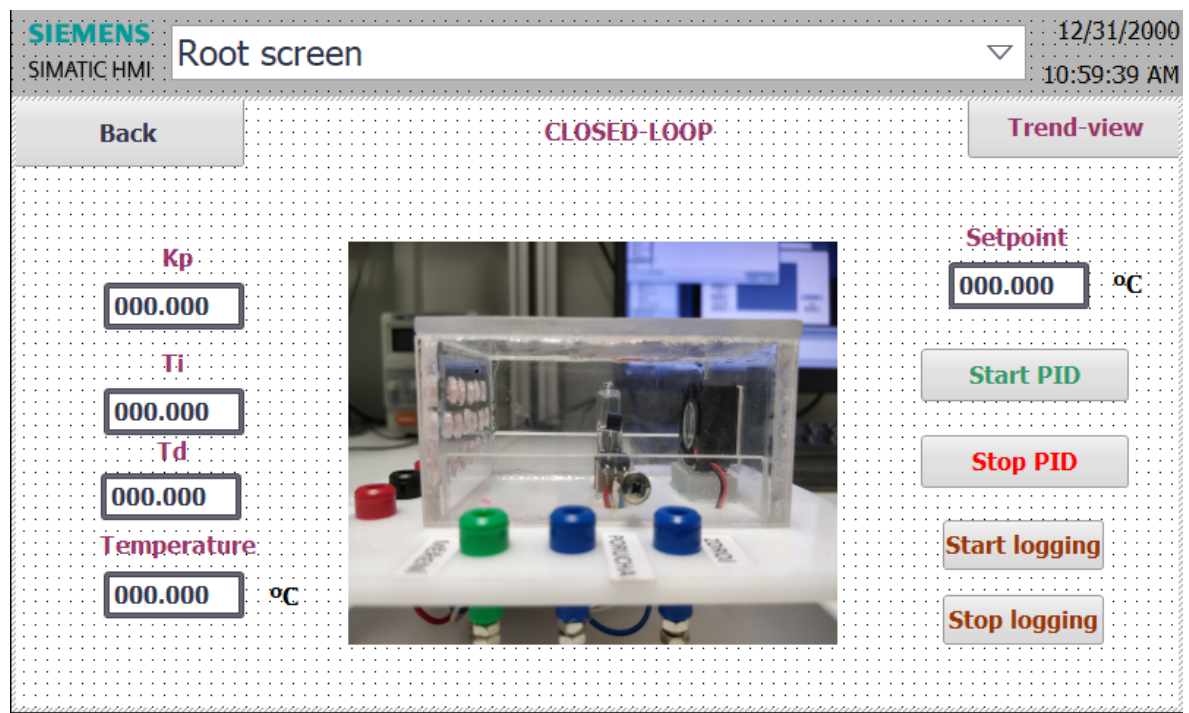 SIEMENS
SIMATIC HMI
Root screen
12/31/2000
10:59:39 AM
Back
CLOSED-LOOP
Trend-view
Kp
000.000
Ti
000.000
Td
000.000
Temperature
000.000 ºC
Setpoint
000.000 ºC
Start PID
Stop PID
Start logging
Stop logging
PORUCHA
ZDROJ